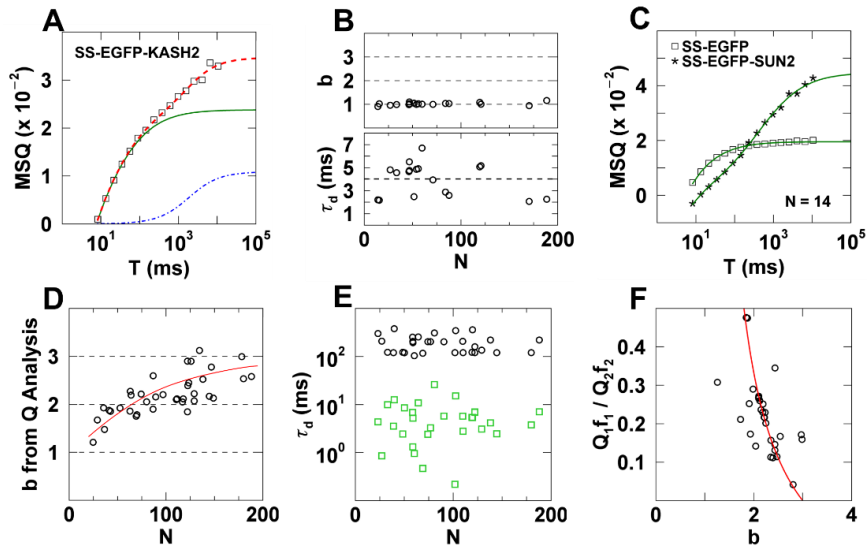 A
SS-EGFP-KASH2
MSQ (x 10⁻²)
3
2
1
0
10¹
10³
10⁵
T (ms)
B
b
3
2
1
0
τd (ms)
7
5
3
1
0
100
200
N
C
SS-EGFP
SS-EGFP-SUN2
MSQ (x 10⁻²)
4
2
0
N = 14
10¹
10³
10⁵
T (ms)
D
b from Q Analysis
3
2
1
0
100
200
N
E
τd (ms)
10²
10¹
10⁰
0
100
200
N
F
Q₁f₁ / Q₂f₂
0.4
0.3
0.2
0.1
0
2
4
b